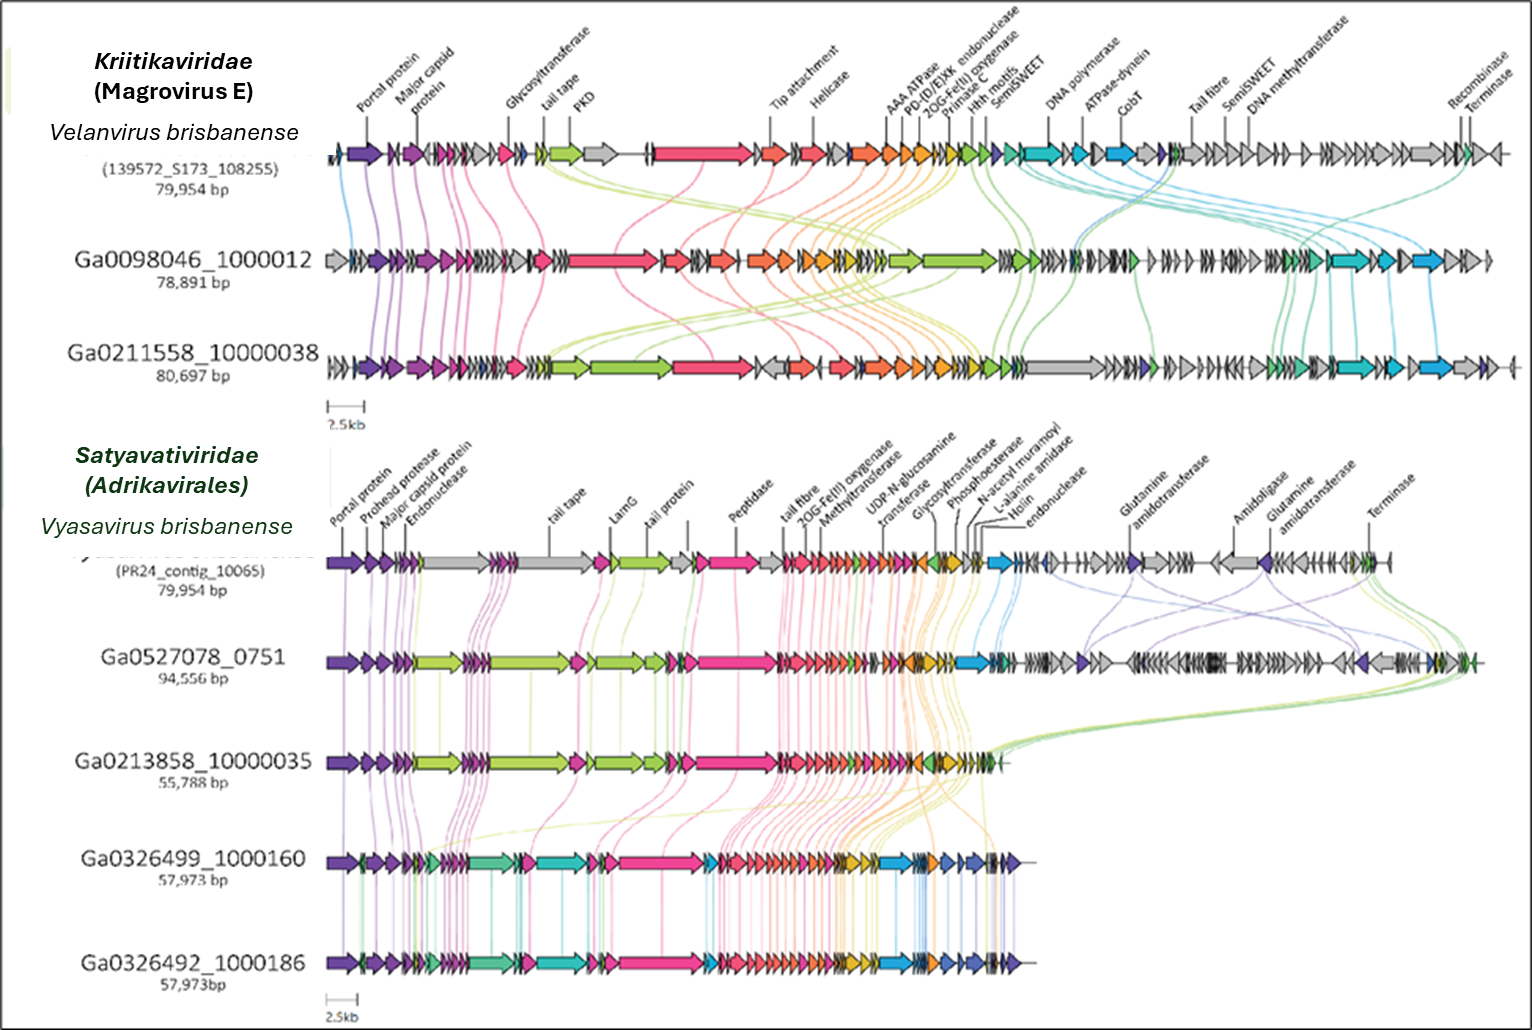 Kriitikaviridae
(Magrovirus E)
Velanvirus brisbanense
(139572_S173_108255)
79,954 bp
Portal protein
Major capsid
protein
Glycosyltransferase
tail tape
PKD
Tip attachment
Helicase
AAA ATPase
PD-(D/E)XK endonuclease
2OG-Fe(II) oxygenase
Primase C
Hhh motifs
SemiSWEET
DNA polymerase
ATPase-dynein
CobT
Tail fibre
SemiSWEET
DNA methyltransferase
Recombinase
Terminase
Ga0098046_1000012
78,891 bp
Ga0211558_10000038
80,697 bp
2.5kb
Satyavativiridae
(Adrikavirales)
Vyasavirus brisbanense
(PR24_contig_10065)
79,954 bp
Portal protein
Prohead protease
Major capsid protein
Endonuclease
tail tape
LamG
tail protein
Peptidase
tail fibre
2OG-Fe(II) oxygenase
Methyltransferase
UDP-N-glucosamine
transferase
Glycosyltransferase
Phosphoesterase
N-acetyl muramoyl
L-alanine amidase
Holin
endonuclease
Glutamine
amidotransferase
Amidoligase
Glutamine
amidotransferase
Terminase
Ga0527078_0751
94,556 bp
Ga0213858_10000035
55,788 bp
Ga0326499_1000160
57,973 bp
Ga0326492_1000186
57,973bp
2.5kb